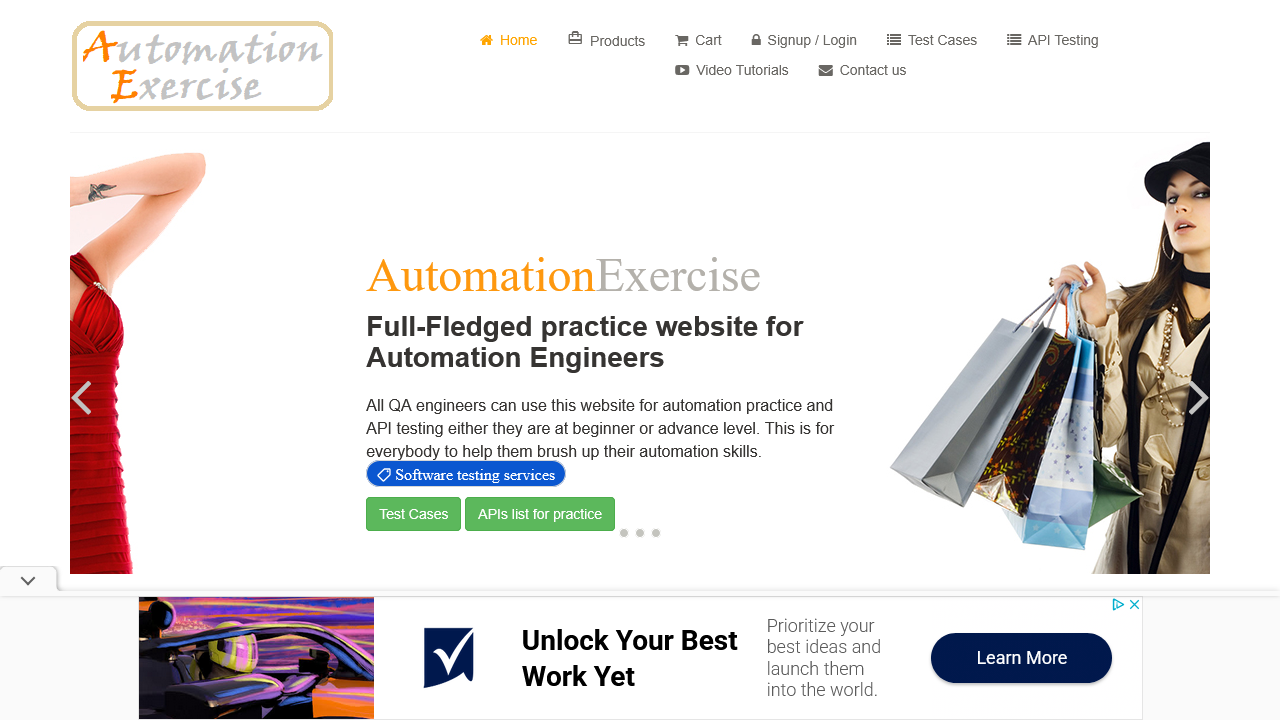 Automation
Exercise
Home
Products
Cart
Signup / Login
Test Cases
API Testing
Video Tutorials
Contact us
AutomationExercise
Full-Fledged practice website for
Automation Engineers
All QA engineers can use this website for automation practice and
API testing either they are at beginner or advance level. This is for
everybody to help them brush up their automation skills.
Software testing services
Test Cases
APIs list for practice
Unlock Your Best
Work Yet
Prioritize your
best ideas and
launch them
into the world.
Learn More